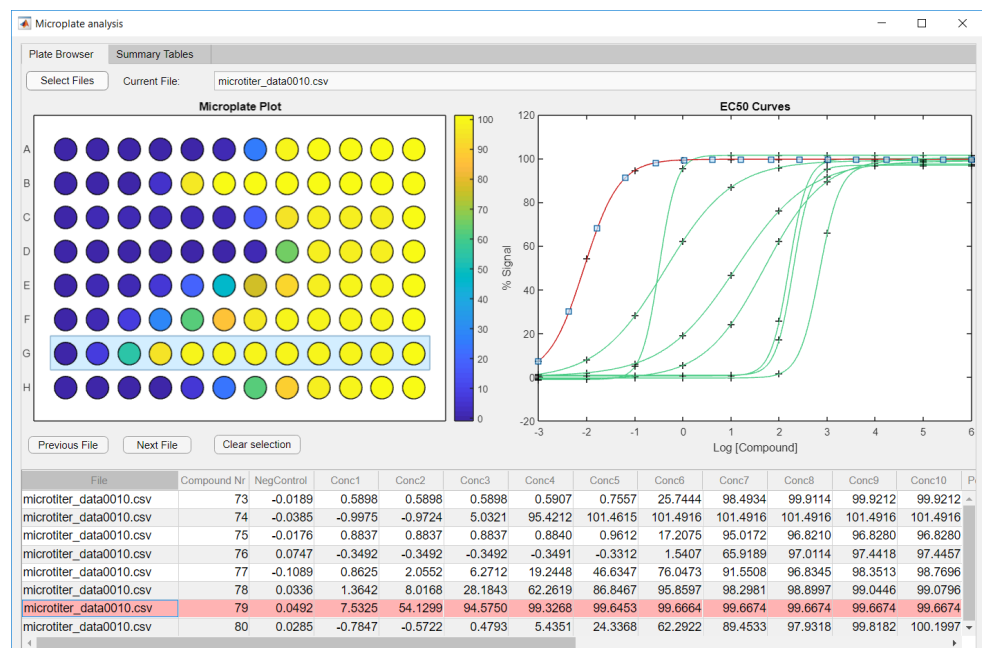 Microplate analysis
Plate Browser Summary Tables
Select Files Current File: microtiter_data0010.csv
Microplate Plot
A
B
C
D
E
F
G
H
100
90
80
70
60
50
40
30
20
10
0
EC50 Curves
% Signal
120
100
80
60
40
20
0
-20
-3 -2 -1 0 1 2 3 4 5 6
Log [Compound]
Previous File Next File Clear selection
File Compound Nr NegControl Conc1 Conc2 Conc3 Conc4 Conc5 Conc6 Conc7 Conc8 Conc9 Conc10
microtiter_data0010.csv 73 -0.0189 0.5898 0.5898 0.5898 0.5907 0.7557 25.7444 98.4934 99.9114 99.9212 99.9212
microtiter_data0010.csv 74 -0.0385 -0.9975 -0.9724 5.0321 95.4212 101.4615 101.4916 101.4916 101.4916 101.4916 101.4916
microtiter_data0010.csv 75 -0.0176 0.8837 0.8837 0.8837 0.8840 0.9612 17.2075 95.0172 96.8210 96.8280 96.8280
microtiter_data0010.csv 76 0.0747 -0.3492 -0.3492 -0.3492 -0.3491 -0.3312 1.5407 65.9189 97.0114 97.4418 97.4457
microtiter_data0010.csv 77 -0.1089 0.8625 2.0552 6.2712 19.2448 46.6347 76.0473 91.5508 96.8345 98.3513 98.7696
microtiter_data0010.csv 78 0.0336 1.3642 8.0168 28.1843 62.2619 86.8467 95.8597 98.2981 98.8997 99.0446 99.0796
microtiter_data0010.csv 79 0.0492 7.5325 54.1299 94.5750 99.3268 99.6453 99.6664 99.6674 99.6674 99.6674 99.6674
microtiter_data0010.csv 80 0.0285 -0.7847 -0.5722 0.4793 5.4351 24.3368 62.2922 89.4533 97.9318 99.8182 100.1997